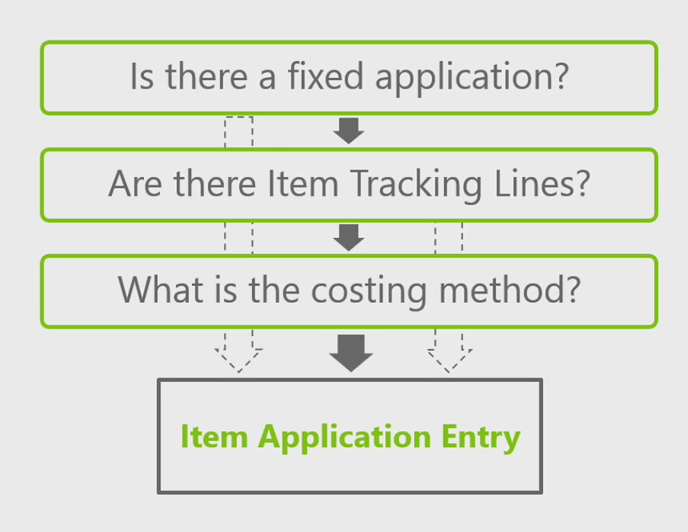 Is there a fixed application?
Are there Item Tracking Lines?
What is the costing method?
Item Application Entry